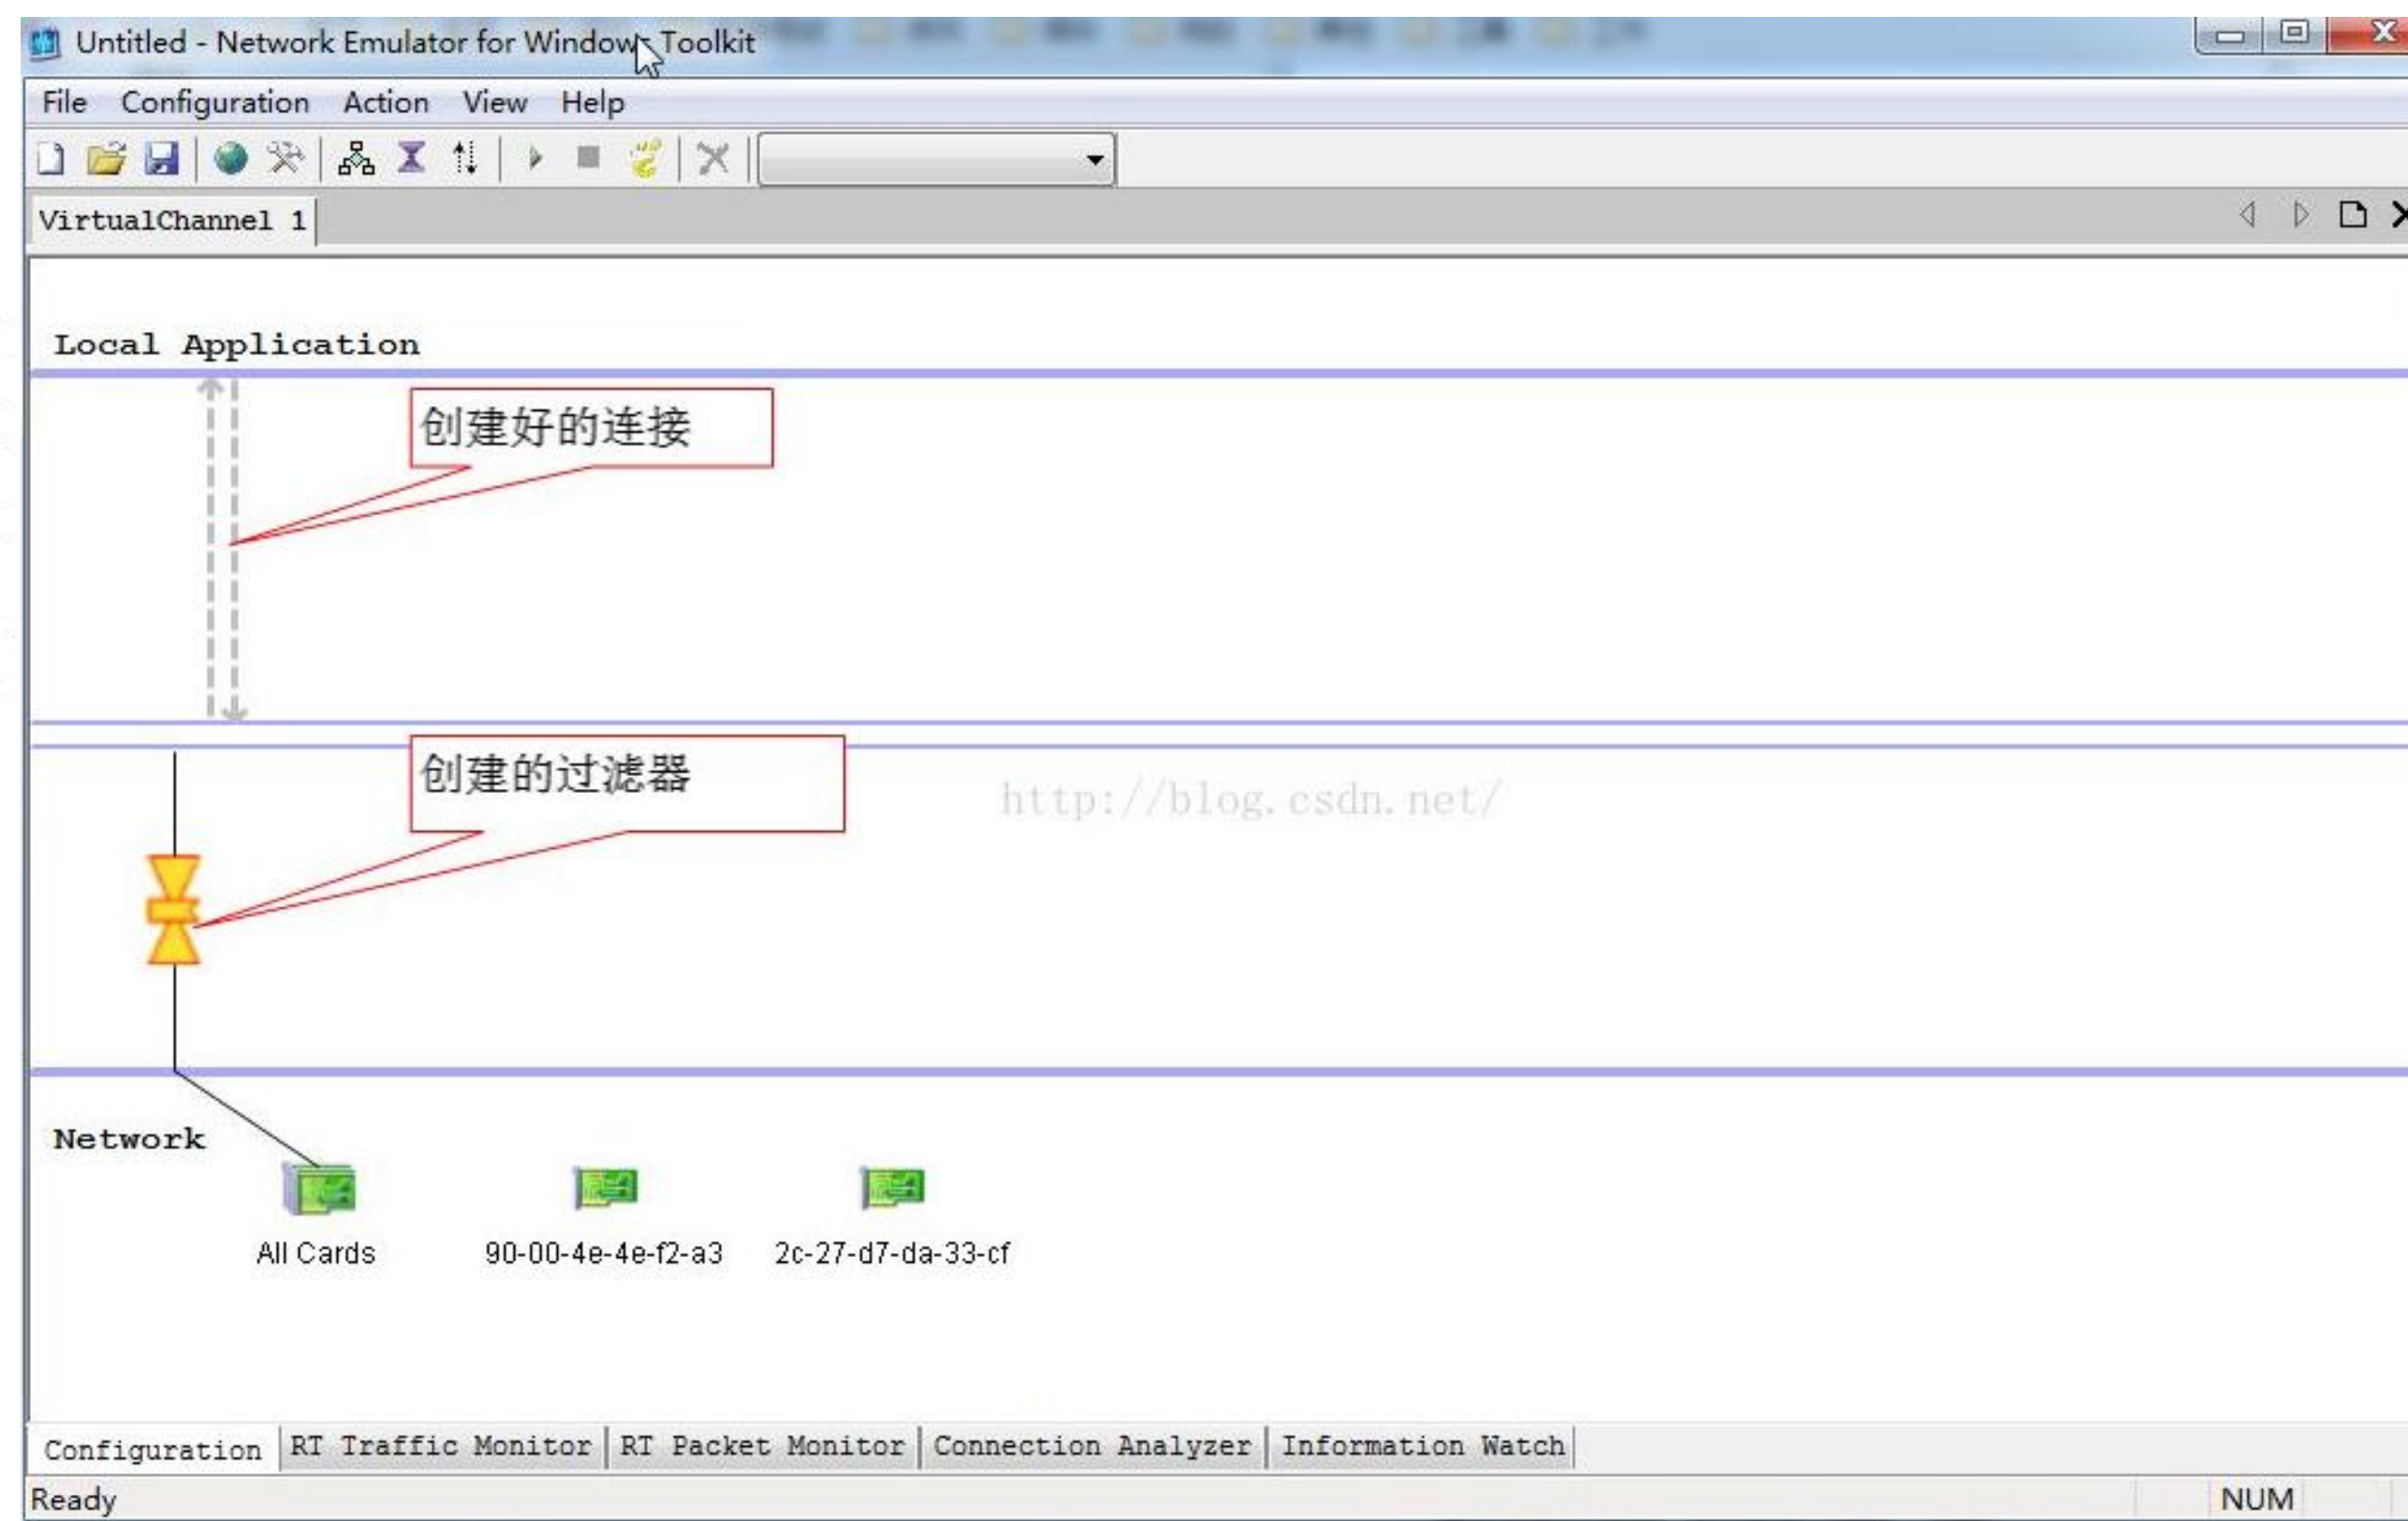 Untitled - Network Emulator for Windows Toolkit
File Configuration Action View Help
VirtualChannel 1
Local Application
创建好的连接
创建的过滤器
http://blog.csdn.net/
Network
All Cards 90-00-4e-4e-f2-a3 2c-27-d7-da-33-cf
Configuration RT Traffic Monitor RT Packet Monitor Connection Analyzer Information Watch
Ready NUM